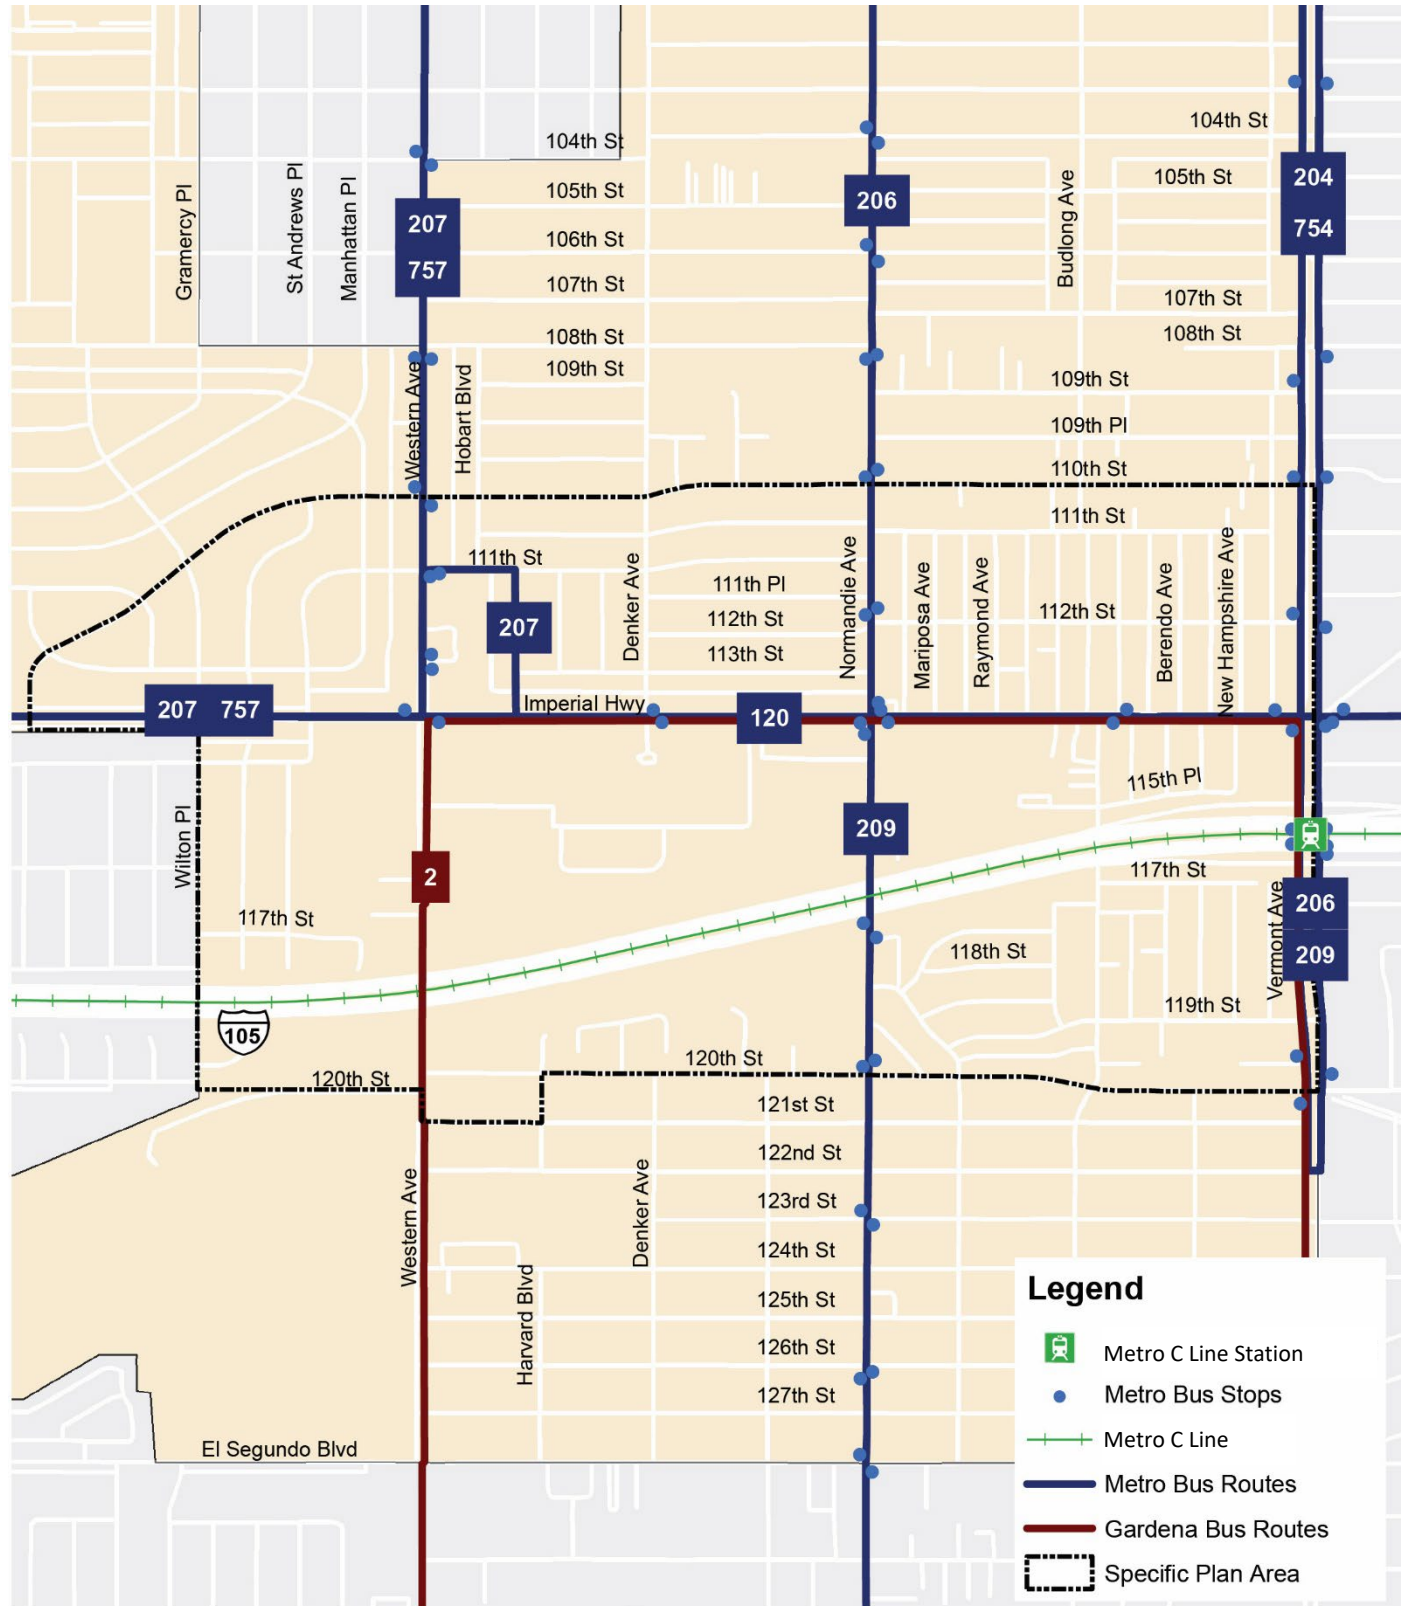 104th St
104th St
105th St
105th St
204
754
206
207
757
Gramercy Pl
St Andrews Pl
Manhattan Pl
Budlong Ave
106th St
107th St
107th St
108th St
108th St
109th St
109th St
Western Ave
Hobart Blvd
109th Pl
110th St
111th St
111th St
207
Denker Ave
111th Pl
112th St
113th St
Normandie Ave
Mariposa Ave
Raymond Ave
112th St
Berendo Ave
New Hampshire Ave
207 757
Imperial Hwy
120
115th Pl
Wilton Pl
2
209
117th St
117th St
118th St
Vermont Ave
206
209
119th St
105
120th St
120th St
121st St
122nd St
123rd St
124th St
125th St
126th St
127th St
Western Ave
Denker Ave
Harvard Blvd
El Segundo Blvd
Legend
Metro C Line Station
Metro Bus Stops
Metro C Line
Metro Bus Routes
Gardena Bus Routes
Specific Plan Area